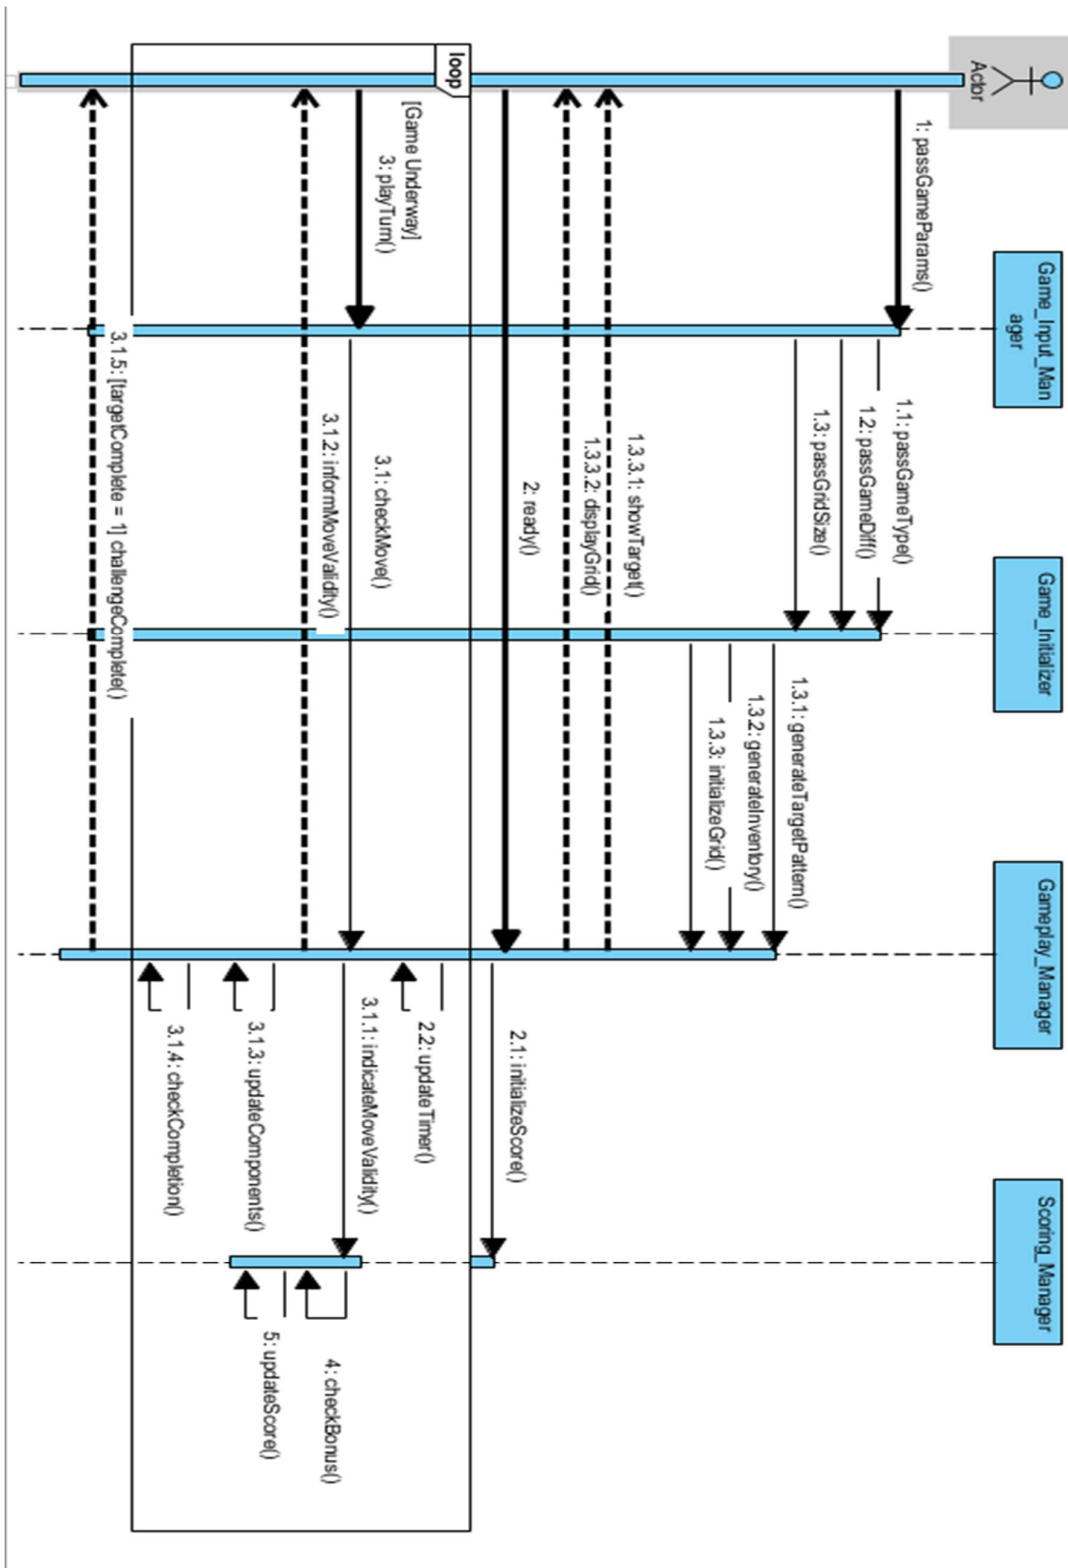 Actor
Game_Input_Man
ager
Game_Initializer
Gameplay_Manager
Scoring_Manager
1: passGameParams()
1.1: passGameType()
1.2: passGameDiff()
1.3: passGridSize()
1.3.1: generateTargetPattern()
1.3.2: generateInventory()
1.3.3: initializeGrid()
1.3.3.1: showTarget()
1.3.3.2: displayGrid()
2: ready()
2.1: initializeScore()
loop
2.2: updateTimer()
[Game Underway]
3: playTurn()
3.1: checkMove()
3.1.1: indicateMoveValidity()
4: checkBonus()
3.1.2: informMoveValidity()
5: updateScore()
3.1.3: updateComponents()
3.1.4: checkCompletion()
3.1.5: [targetComplete = 1] challengeComplete()